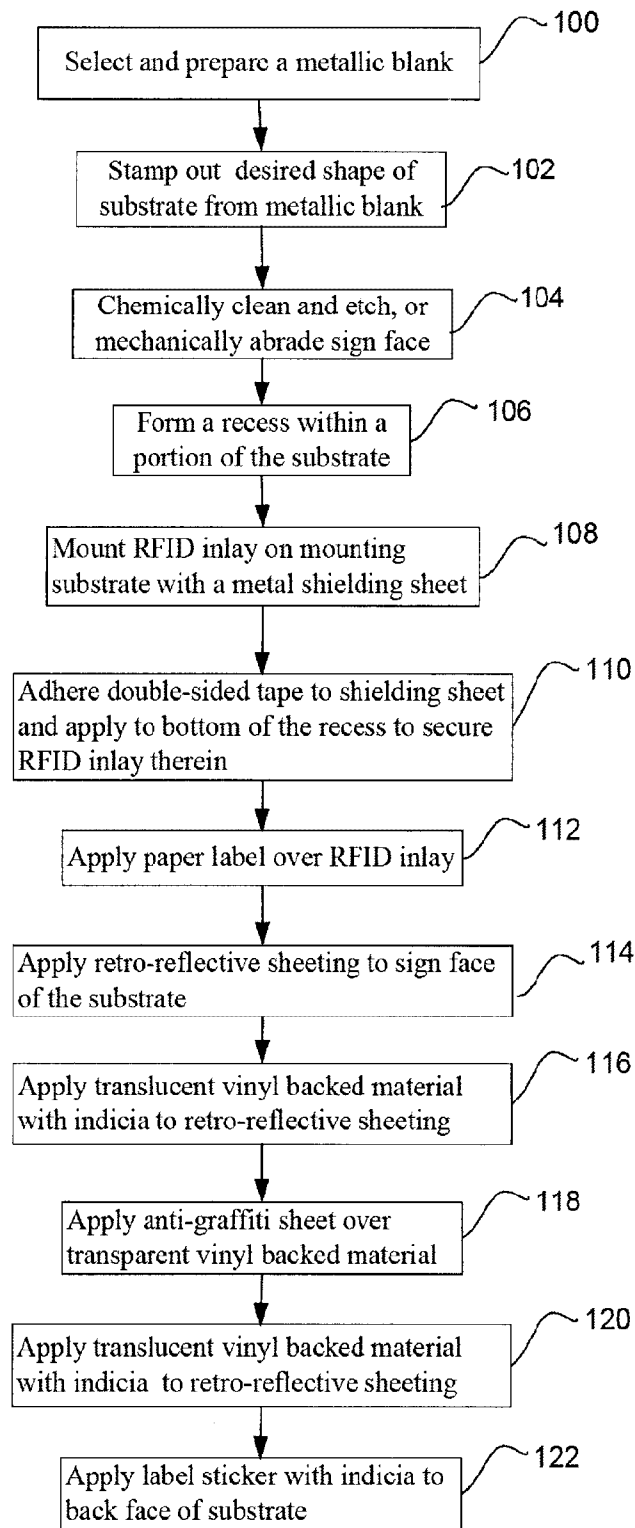 100
Select and prepare a metallic blank
102
Stamp out desired shape of
substrate from metallic blank
104
Chemically clean and etch, or
mechanically abrade sign face
106
Form a recess within a
portion of the substrate
108
Mount RFID inlay on mounting
substrate with a metal shielding sheet
110
Adhere double-sided tape to shielding sheet
and apply to bottom of the recess to secure
RFID inlay therein
112
Apply paper label over RFID inlay
114
Apply retro-reflective sheeting to sign face
of the substrate
116
Apply translucent vinyl backed material
with indicia to retro-reflective sheeting
118
Apply anti-graffiti sheet over
transparent vinyl backed material
120
Apply translucent vinyl backed material
with indicia to retro-reflective sheeting
122
Apply label sticker with indicia to
back face of substrate